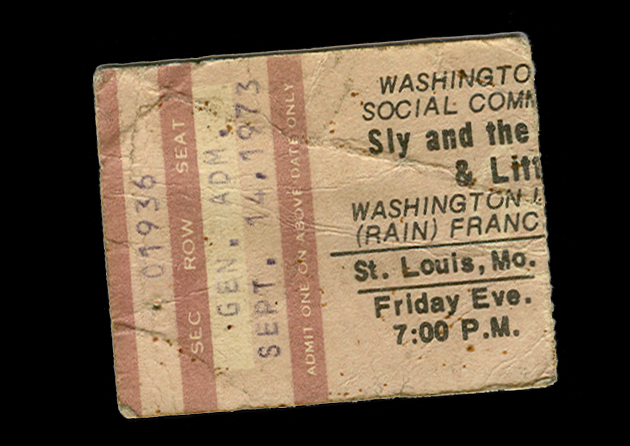 01936
SEC ROW SEAT
GEN. ADM.
SEPT. 14,1973
ADMIT ONE ON ABOVE DATE ONLY
WASHINGTO
SOCIAL COMM
Sly and the
& Litt
WASHINGTON U
(RAIN) FRANC
St. Louis, Mo.
Friday Eve.
7:00 P.M.